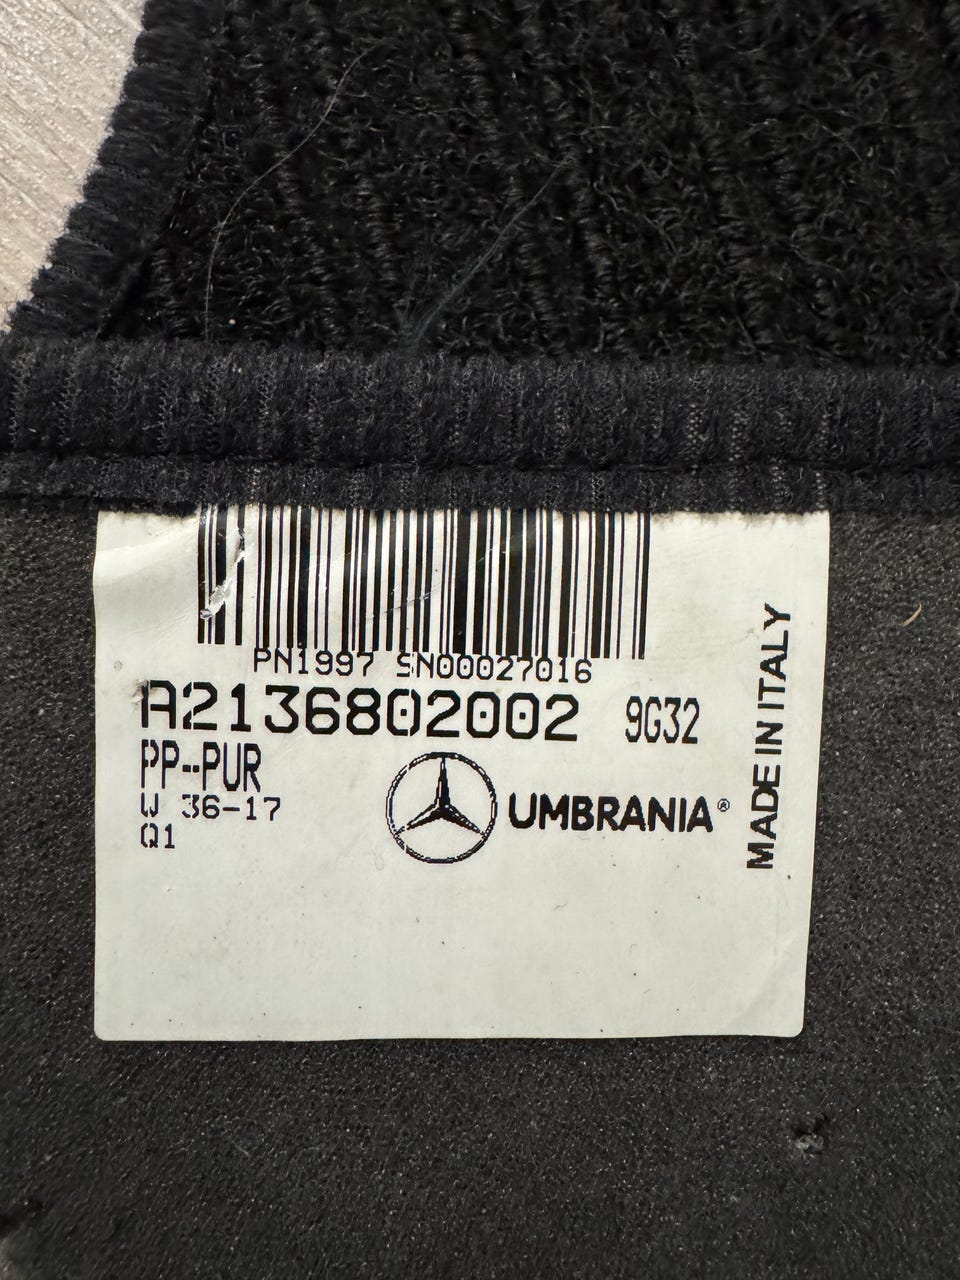 PN1997 SN00027016
A2136802002 9G32
PP-PUR
W 36-17
Q1
UMBRANIA®
MADE IN ITALY